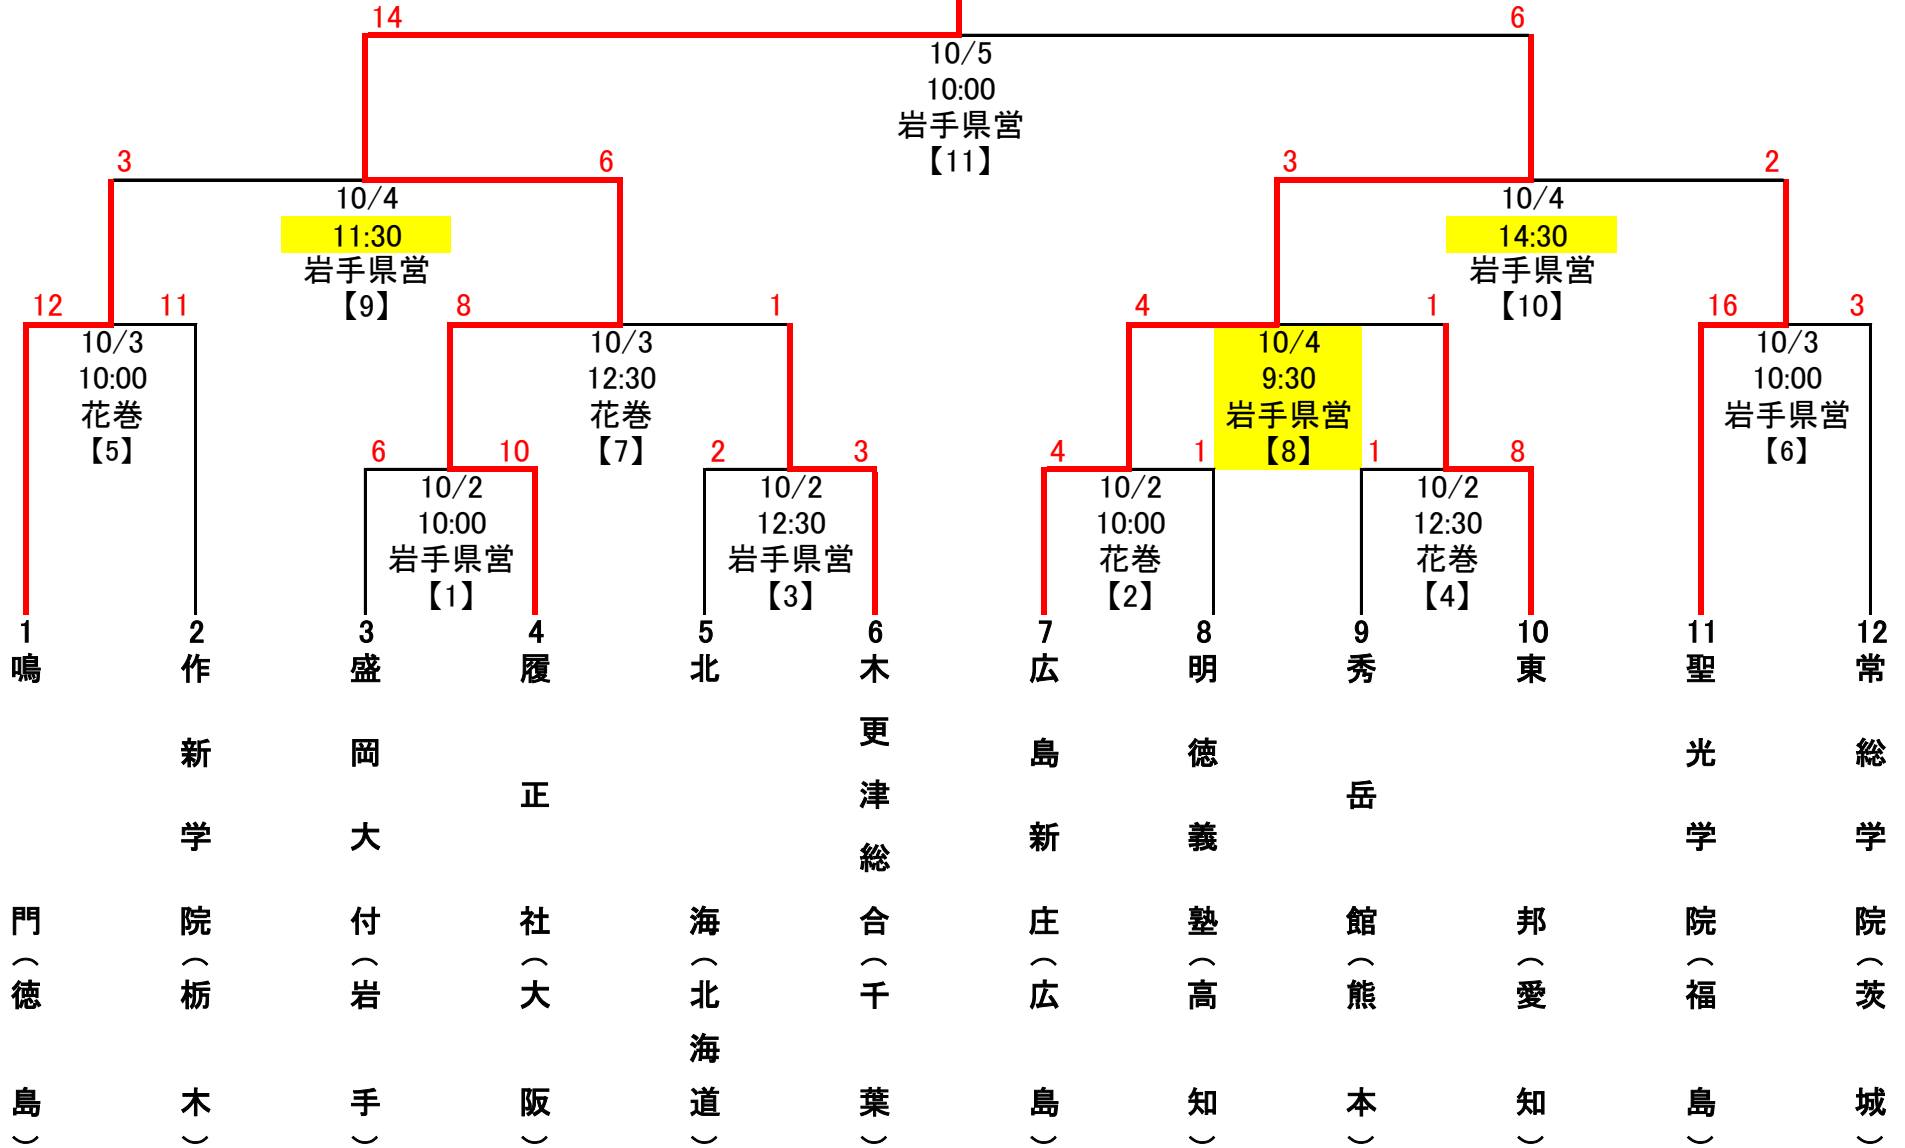 14
6
10/5
10:00
岩手県営
【11】
3
6
3
2
10/4
11:30
岩手県営
【9】
10/4
14:30
岩手県営
【10】
12
11
8
1
4
1
16
3
10/3
10:00
花巻
【5】
10/3
12:30
花巻
【7】
10/4
9:30
岩手県営
【8】
10/3
10:00
岩手県営
【6】
6
10
2
3
4
1
1
8
10/2
10:00
岩手県営
【1】
10/2
12:30
岩手県営
【3】
10/2
10:00
花巻
【2】
10/2
12:30
花巻
【4】
1
鳴門(徳島)
2
作新学院(栃木)
3
盛岡大付(岩手)
4
履正社(大阪)
5
北海(北海道)
6
木更津総合(千葉)
7
広島新庄(広島)
8
明徳義塾(高知)
9
秀岳館(熊本)
10
東邦(愛知)
11
聖光学院(福島)
12
常総学院(茨城)